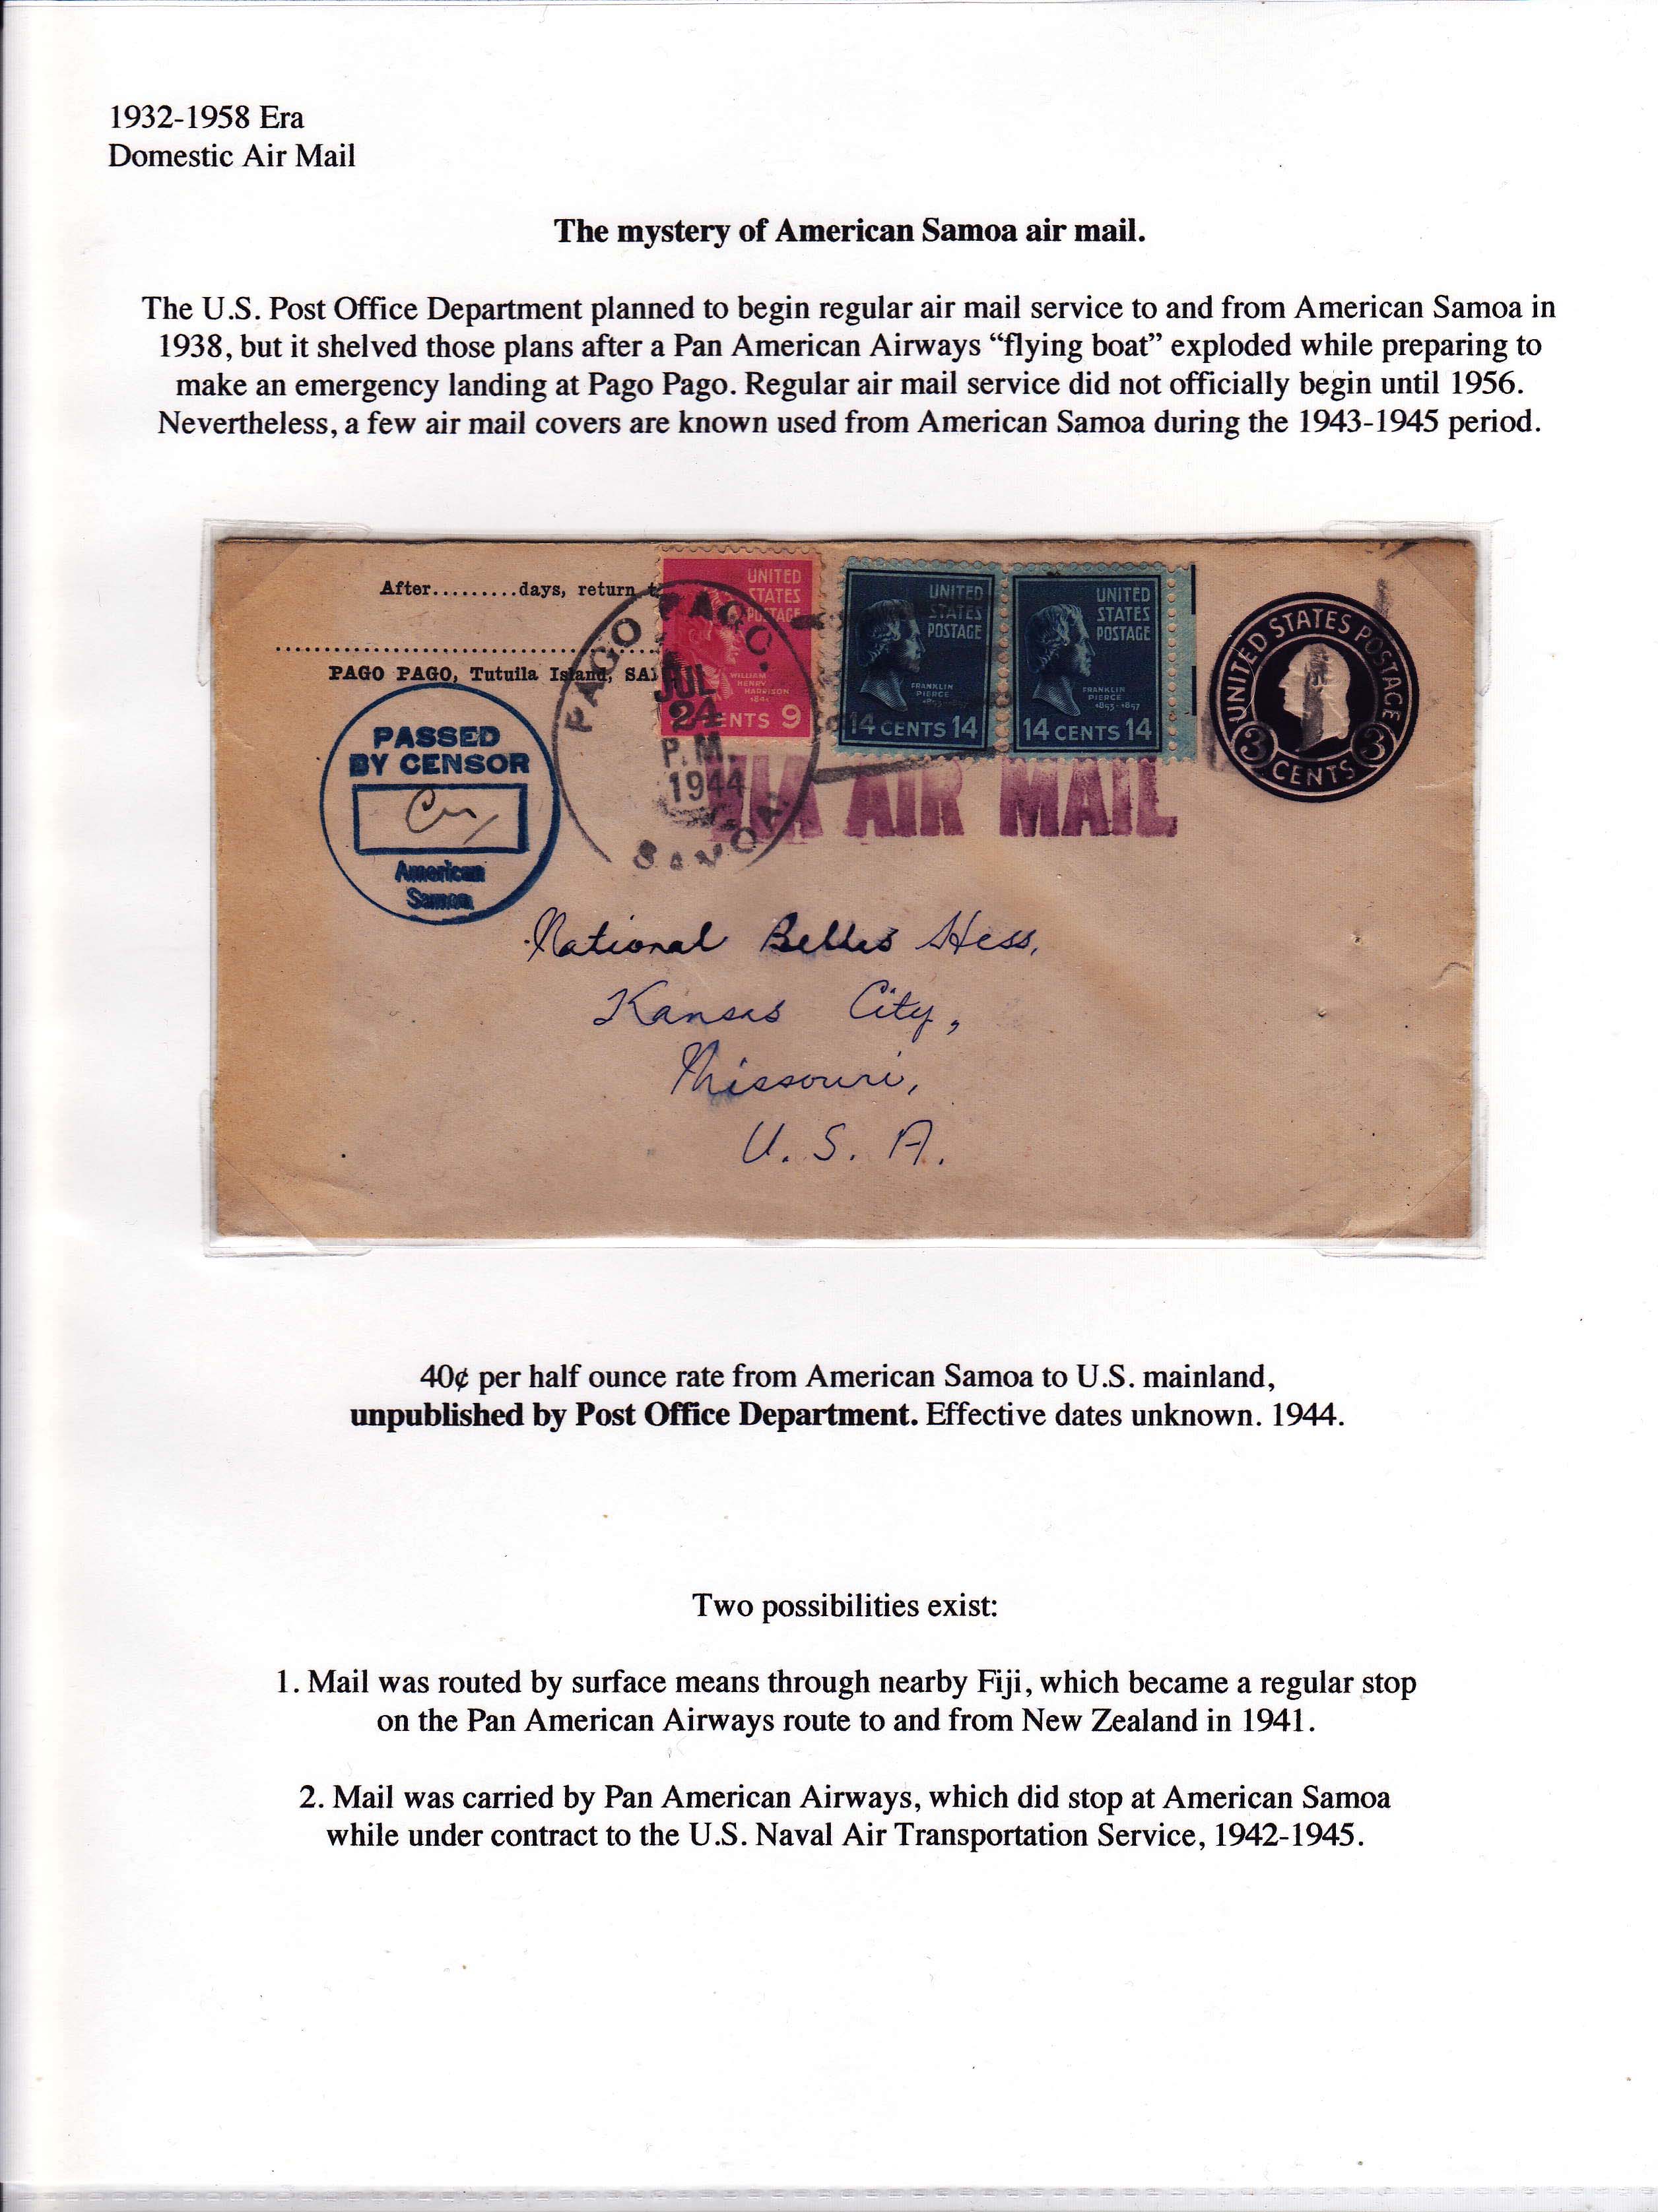 1932-1958 Era
Domestic Air Mail
The mystery of American Samoa air mail.
The U.S. Post Office Department planned to begin regular air mail service to and from American Samoa in
1938, but it shelved those plans after a Pan American Airways “flying boat” exploded while preparing to
make an emergency landing at Pago Pago. Regular air mail service did not officially begin until 1956.
Nevertheless, a few air mail covers are known used from American Samoa during the 1943-1945 period.
After.........days, return
PAGO PAGO, Tutuila Island,
PASSED
BY CENSOR
American
Samoa
PAGO PAGO.
JUL
24
P.M.
1944
SAMOA
UNITED
STATES
POSTAGE
WILLIAM
HENRY
HARRISON
CENTS 9
UNITED
STATES
POSTAGE
FRANKLIN
PIERCE
14 CENTS 14
UNITED
STATES
POSTAGE
FRANKLIN
PIERCE
1853-1857
14 CENTS 14
UNITED STATES POSTAGE
3 CENTS 3
VIA AIR MAIL
National Bellas Hess,
Kansas City,
Missouri,
U. S. A.
40¢ per half ounce rate from American Samoa to U.S. mainland,
unpublished by Post Office Department. Effective dates unknown. 1944.
Two possibilities exist:
1. Mail was routed by surface means through nearby Fiji, which became a regular stop
on the Pan American Airways route to and from New Zealand in 1941.
2. Mail was carried by Pan American Airways, which did stop at American Samoa
while under contract to the U.S. Naval Air Transportation Service, 1942-1945.